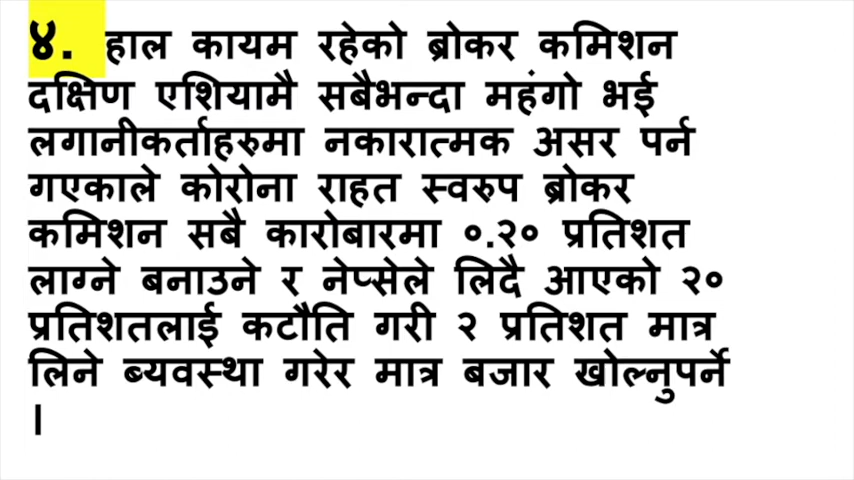 ४. हाल कायम रहेको ब्रोकर कमिशन
दक्षिण एशियामै सबैभन्दा महंगो भई
लगानीकर्ताहरुमा नकारात्मक असर पर्न
गएकाले कोरोना राहत स्वरुप ब्रोकर
कमिशन सबै कारोबारमा ०.२० प्रतिशत
लाग्ने बनाउने र नेप्सेले लिदै आएको २०
प्रतिशतलाई कटौति गरी २ प्रतिशत मात्र
लिने ब्यवस्था गरेर मात्र बजार खोल्नुपर्ने
।